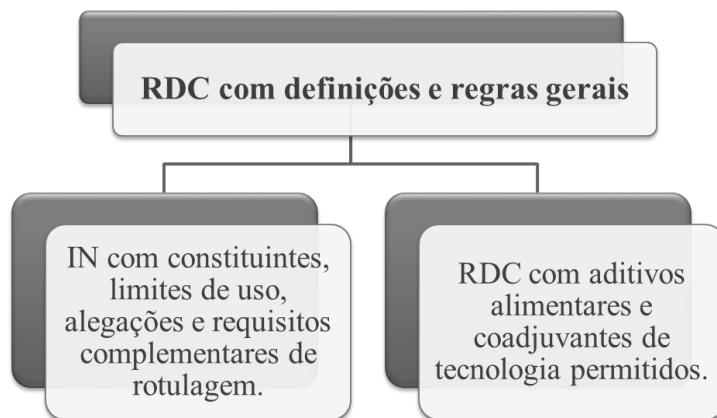 RDC com definições e regras gerais
IN com constituintes,
limites de uso,
alegações e requisitos
complementares de
rotulagem.
RDC com aditivos
alimentares e
coadjuvantes de
tecnologia permitidos.